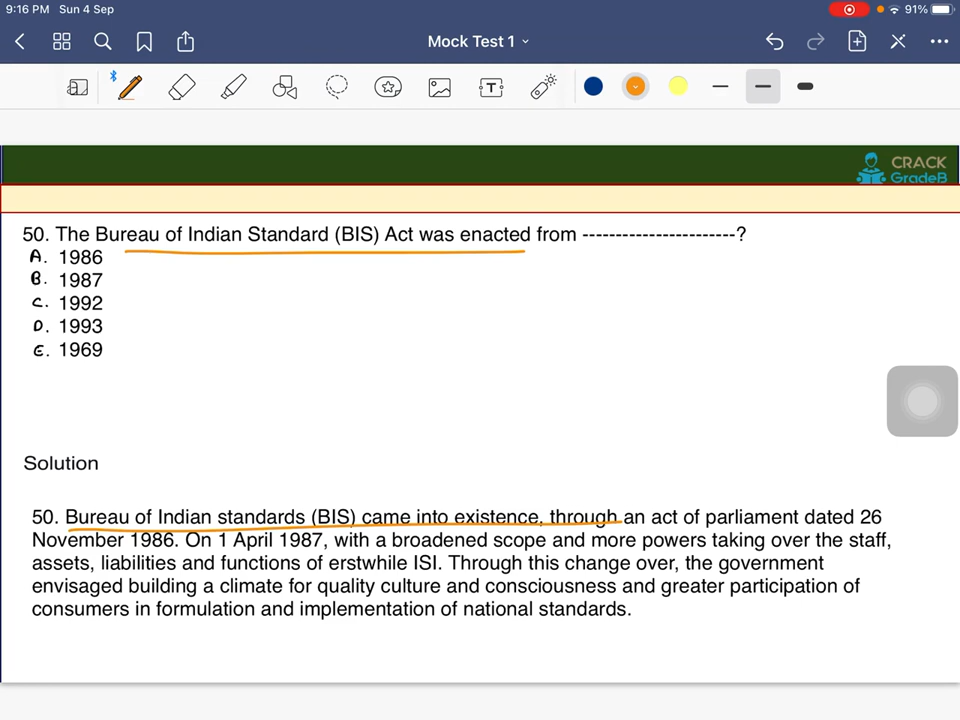 9:16 PM Sun 4 Sep
91%
Mock Test 1
T
CRACK
GradeB
50. The Bureau of Indian Standard (BIS) Act was enacted from -----------------------?
A. 1986
B. 1987
C. 1992
D. 1993
E. 1969
Solution
50. Bureau of Indian standards (BIS) came into existence, through an act of parliament dated 26
November 1986. On 1 April 1987, with a broadened scope and more powers taking over the staff,
assets, liabilities and functions of erstwhile ISI. Through this change over, the government
envisaged building a climate for quality culture and consciousness and greater participation of
consumers in formulation and implementation of national standards.